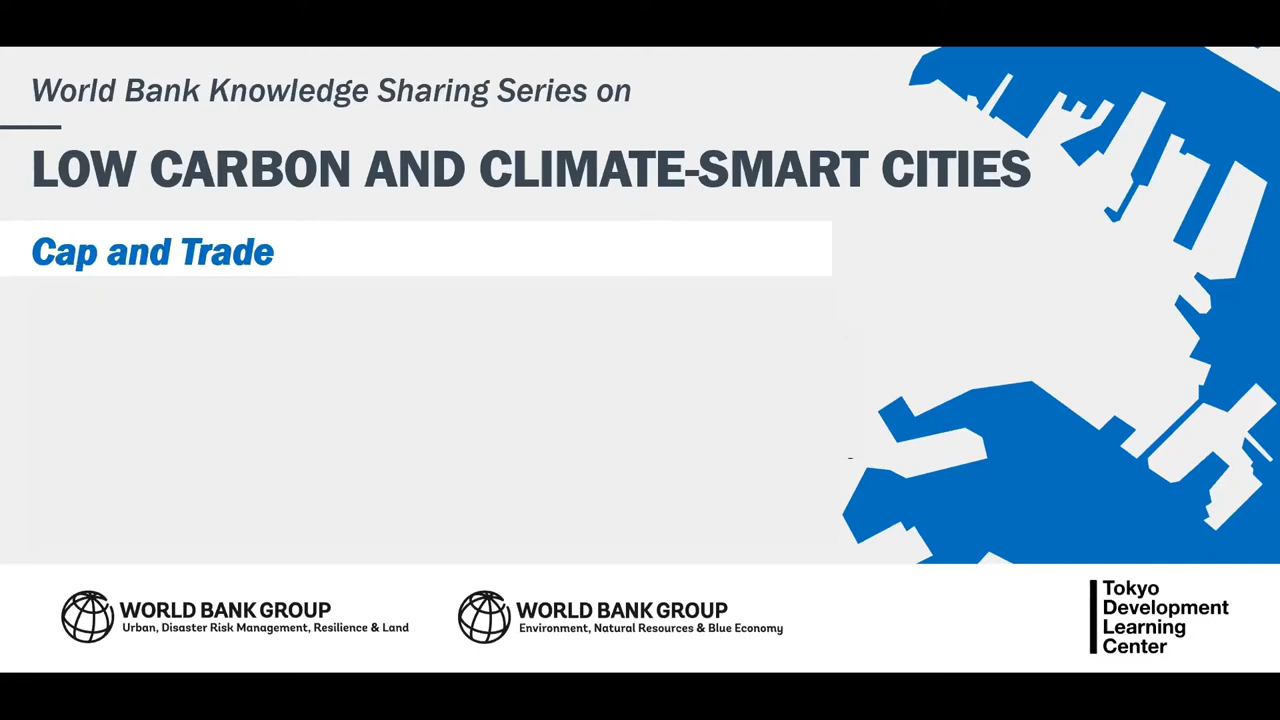 World Bank Knowledge Sharing Series on
LOW CARBON AND CLIMATE-SMART CITIES
Cap and Trade
WORLD BANK GROUP
Urban, Disaster Risk Management, Resilience & Land
WORLD BANK GROUP
Environment, Natural Resources & Blue Economy
Tokyo
Development
Learning
Center